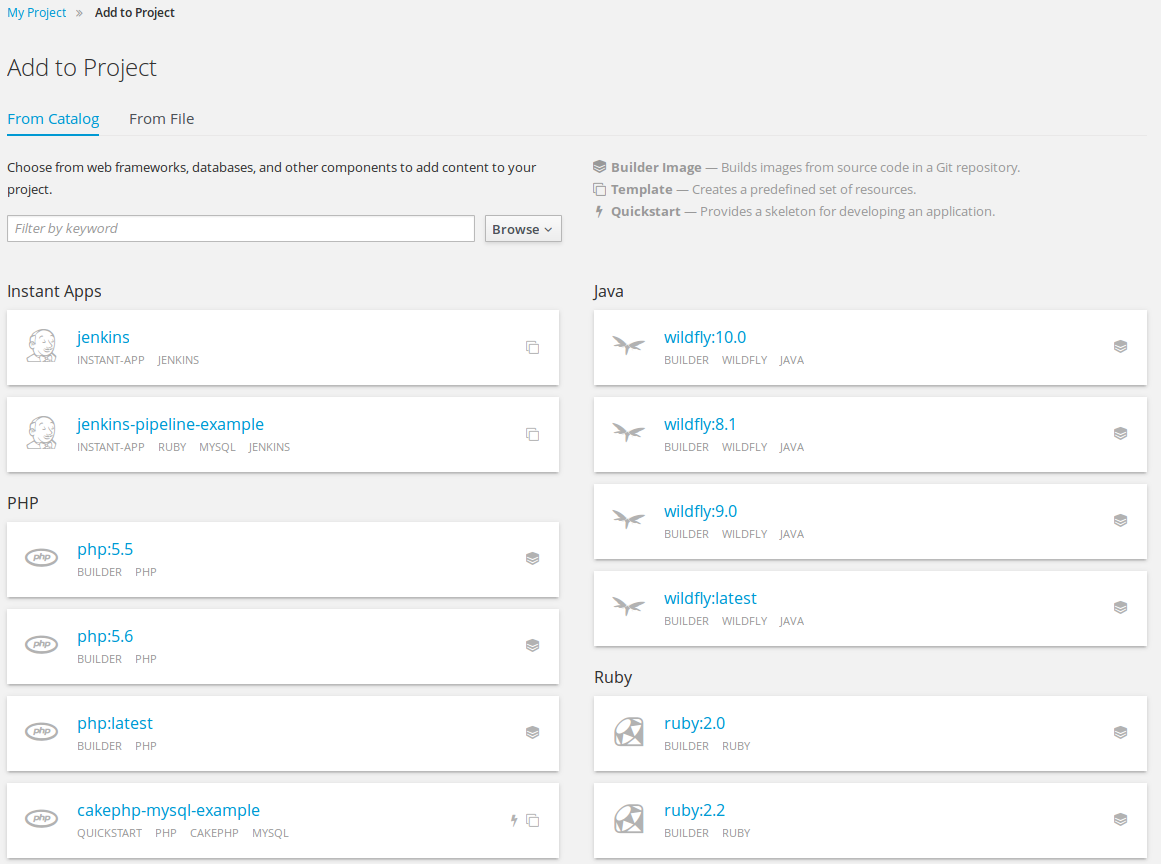 My Project » Add to Project
Add to Project
From Catalog From File
Choose from web frameworks, databases, and other components to add content to your
project.
Filter by keyword
Browse
Builder Image — Builds images from source code in a Git repository.
Template — Creates a predefined set of resources.
Quickstart — Provides a skeleton for developing an application.
Instant Apps
jenkins
INSTANT-APP JENKINS
jenkins-pipeline-example
INSTANT-APP RUBY MYSQL JENKINS
PHP
php
php:5.5
BUILDER PHP
php
php:5.6
BUILDER PHP
php
php:latest
BUILDER PHP
php
cakephp-mysql-example
QUICKSTART PHP CAKEPHP MYSQL
Java
wildfly:10.0
BUILDER WILDFLY JAVA
wildfly:8.1
BUILDER WILDFLY JAVA
wildfly:9.0
BUILDER WILDFLY JAVA
wildfly:latest
BUILDER WILDFLY JAVA
Ruby
ruby:2.0
BUILDER RUBY
ruby:2.2
BUILDER RUBY